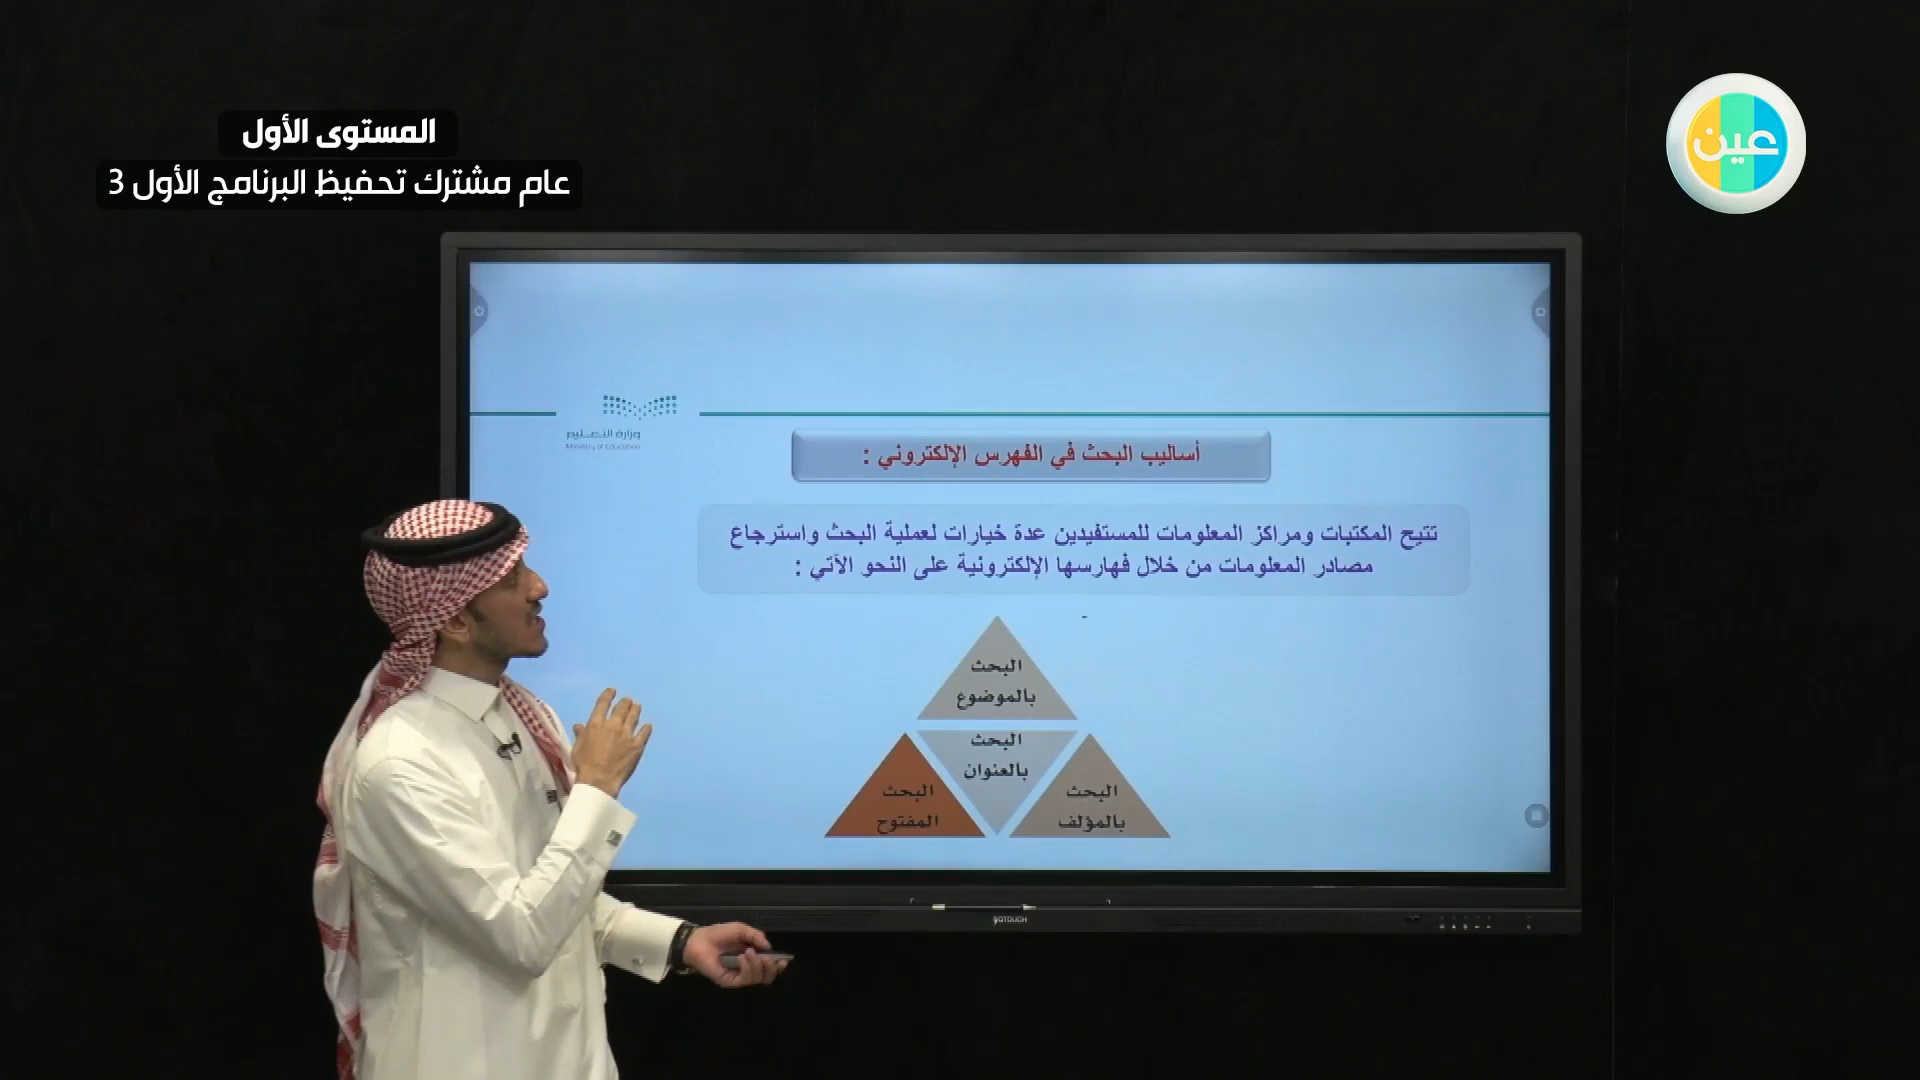 المستوى الأول
عام مشترك تحفيظ البرنامج الأول 3
عين
وزارة التعليم
Ministry of Education
أساليب البحث في الفهرس الإلكتروني :
تتيح المكتبات ومراكز المعلومات للمستفيدين عدة خيارات لعملية البحث واسترجاع
مصادر المعلومات من خلال فهارسها الإلكترونية على النحو الآتي :
البحث
بالموضوع
البحث
بالعنوان
البحث
بالمؤلف
البحث
المفتوح